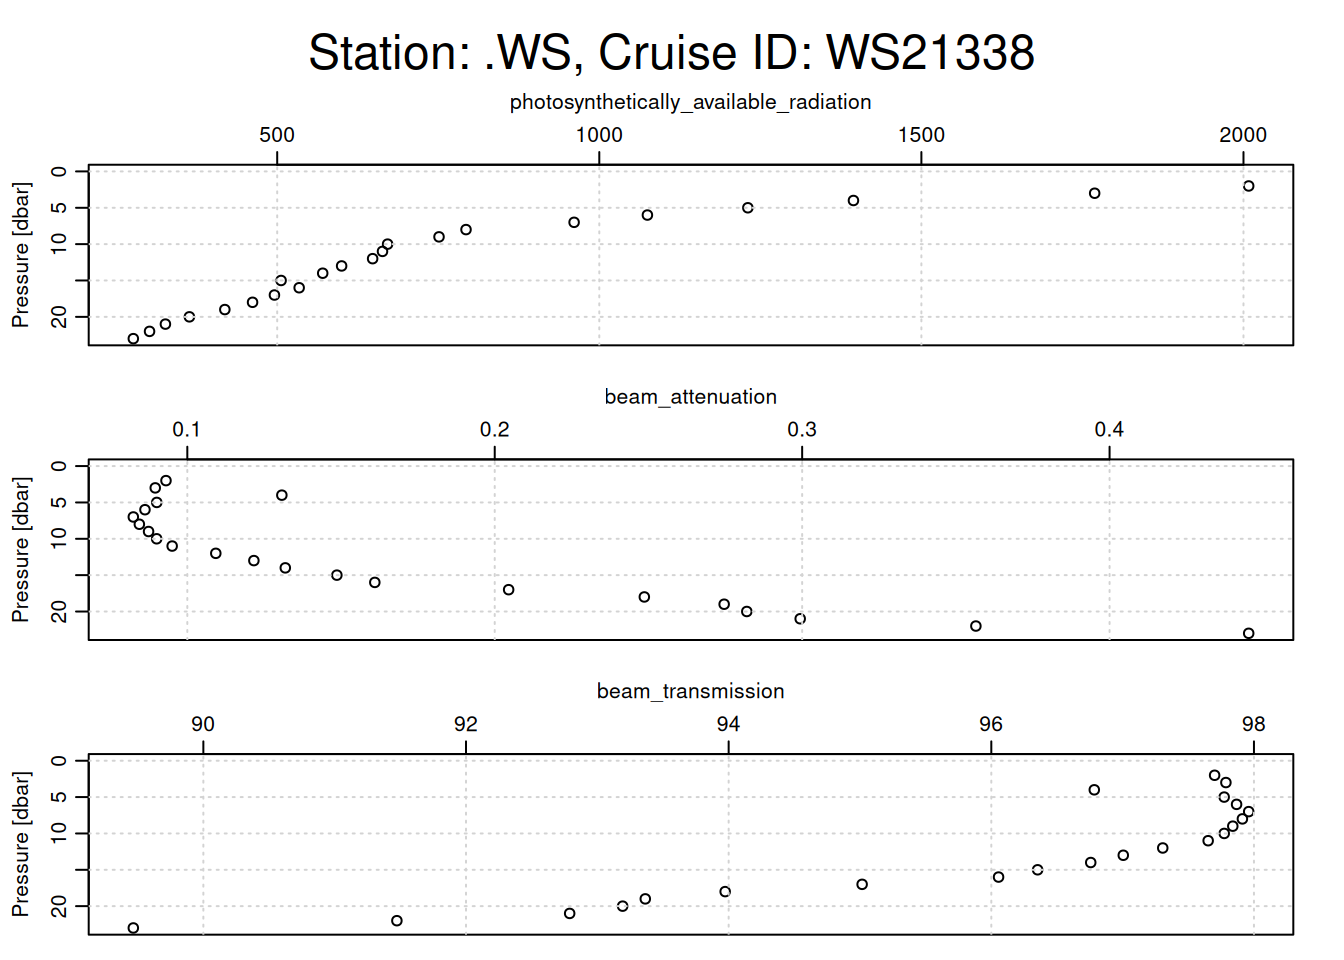 Station: .WS, Cruise ID: WS21338
photosynthetically_available_radiation
500 1000 1500 2000
Pressure [dbar]
0
5
10
20
beam_attenuation
0.1 0.2 0.3 0.4
Pressure [dbar]
0
5
10
20
beam_transmission
90 92 94 96 98
Pressure [dbar]
0
5
10
20